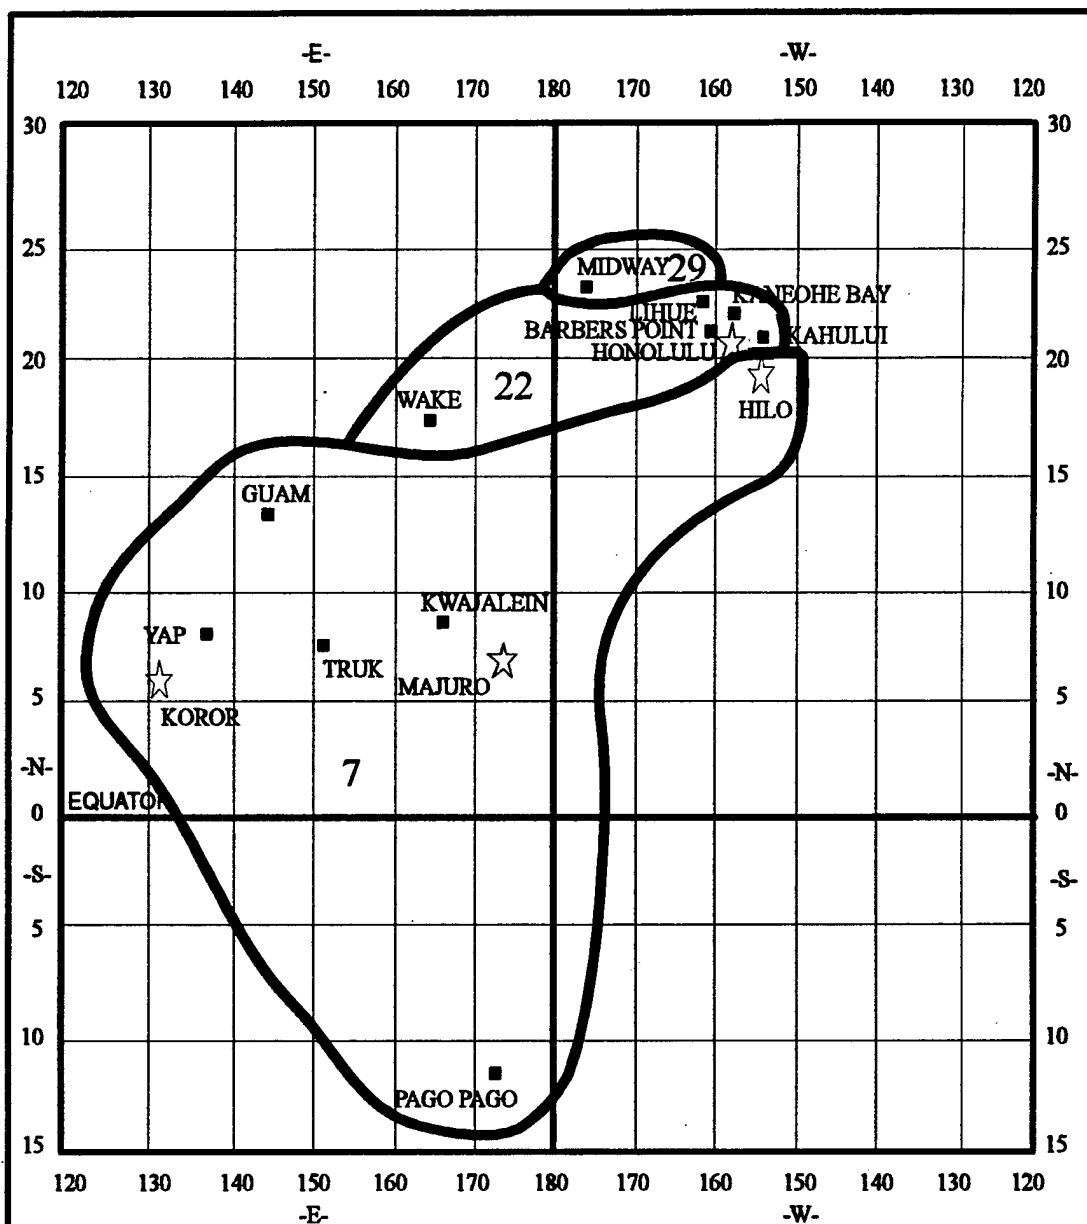 -E- -W-
120 130 140 150 160 170 180 170 160 150 140 130 120
30 30
25 25
MIDWAY 29
KANEOHE BAY
LIHUE
BARBERS POINT
KAHULUI
HONOLULU
20 20
22
WAKE
HILO
15 15
GUAM
10 10
KWAJALEIN
YAP
TRUK
MAJURO
5 5
KOROR
-N- 7 -N-
EQUATOR
0 0
-S- -S-
5 5
10 10
PAGO PAGO
15 15
120 130 140 150 160 170 180 170 160 150 140 130 120
-E- -W-